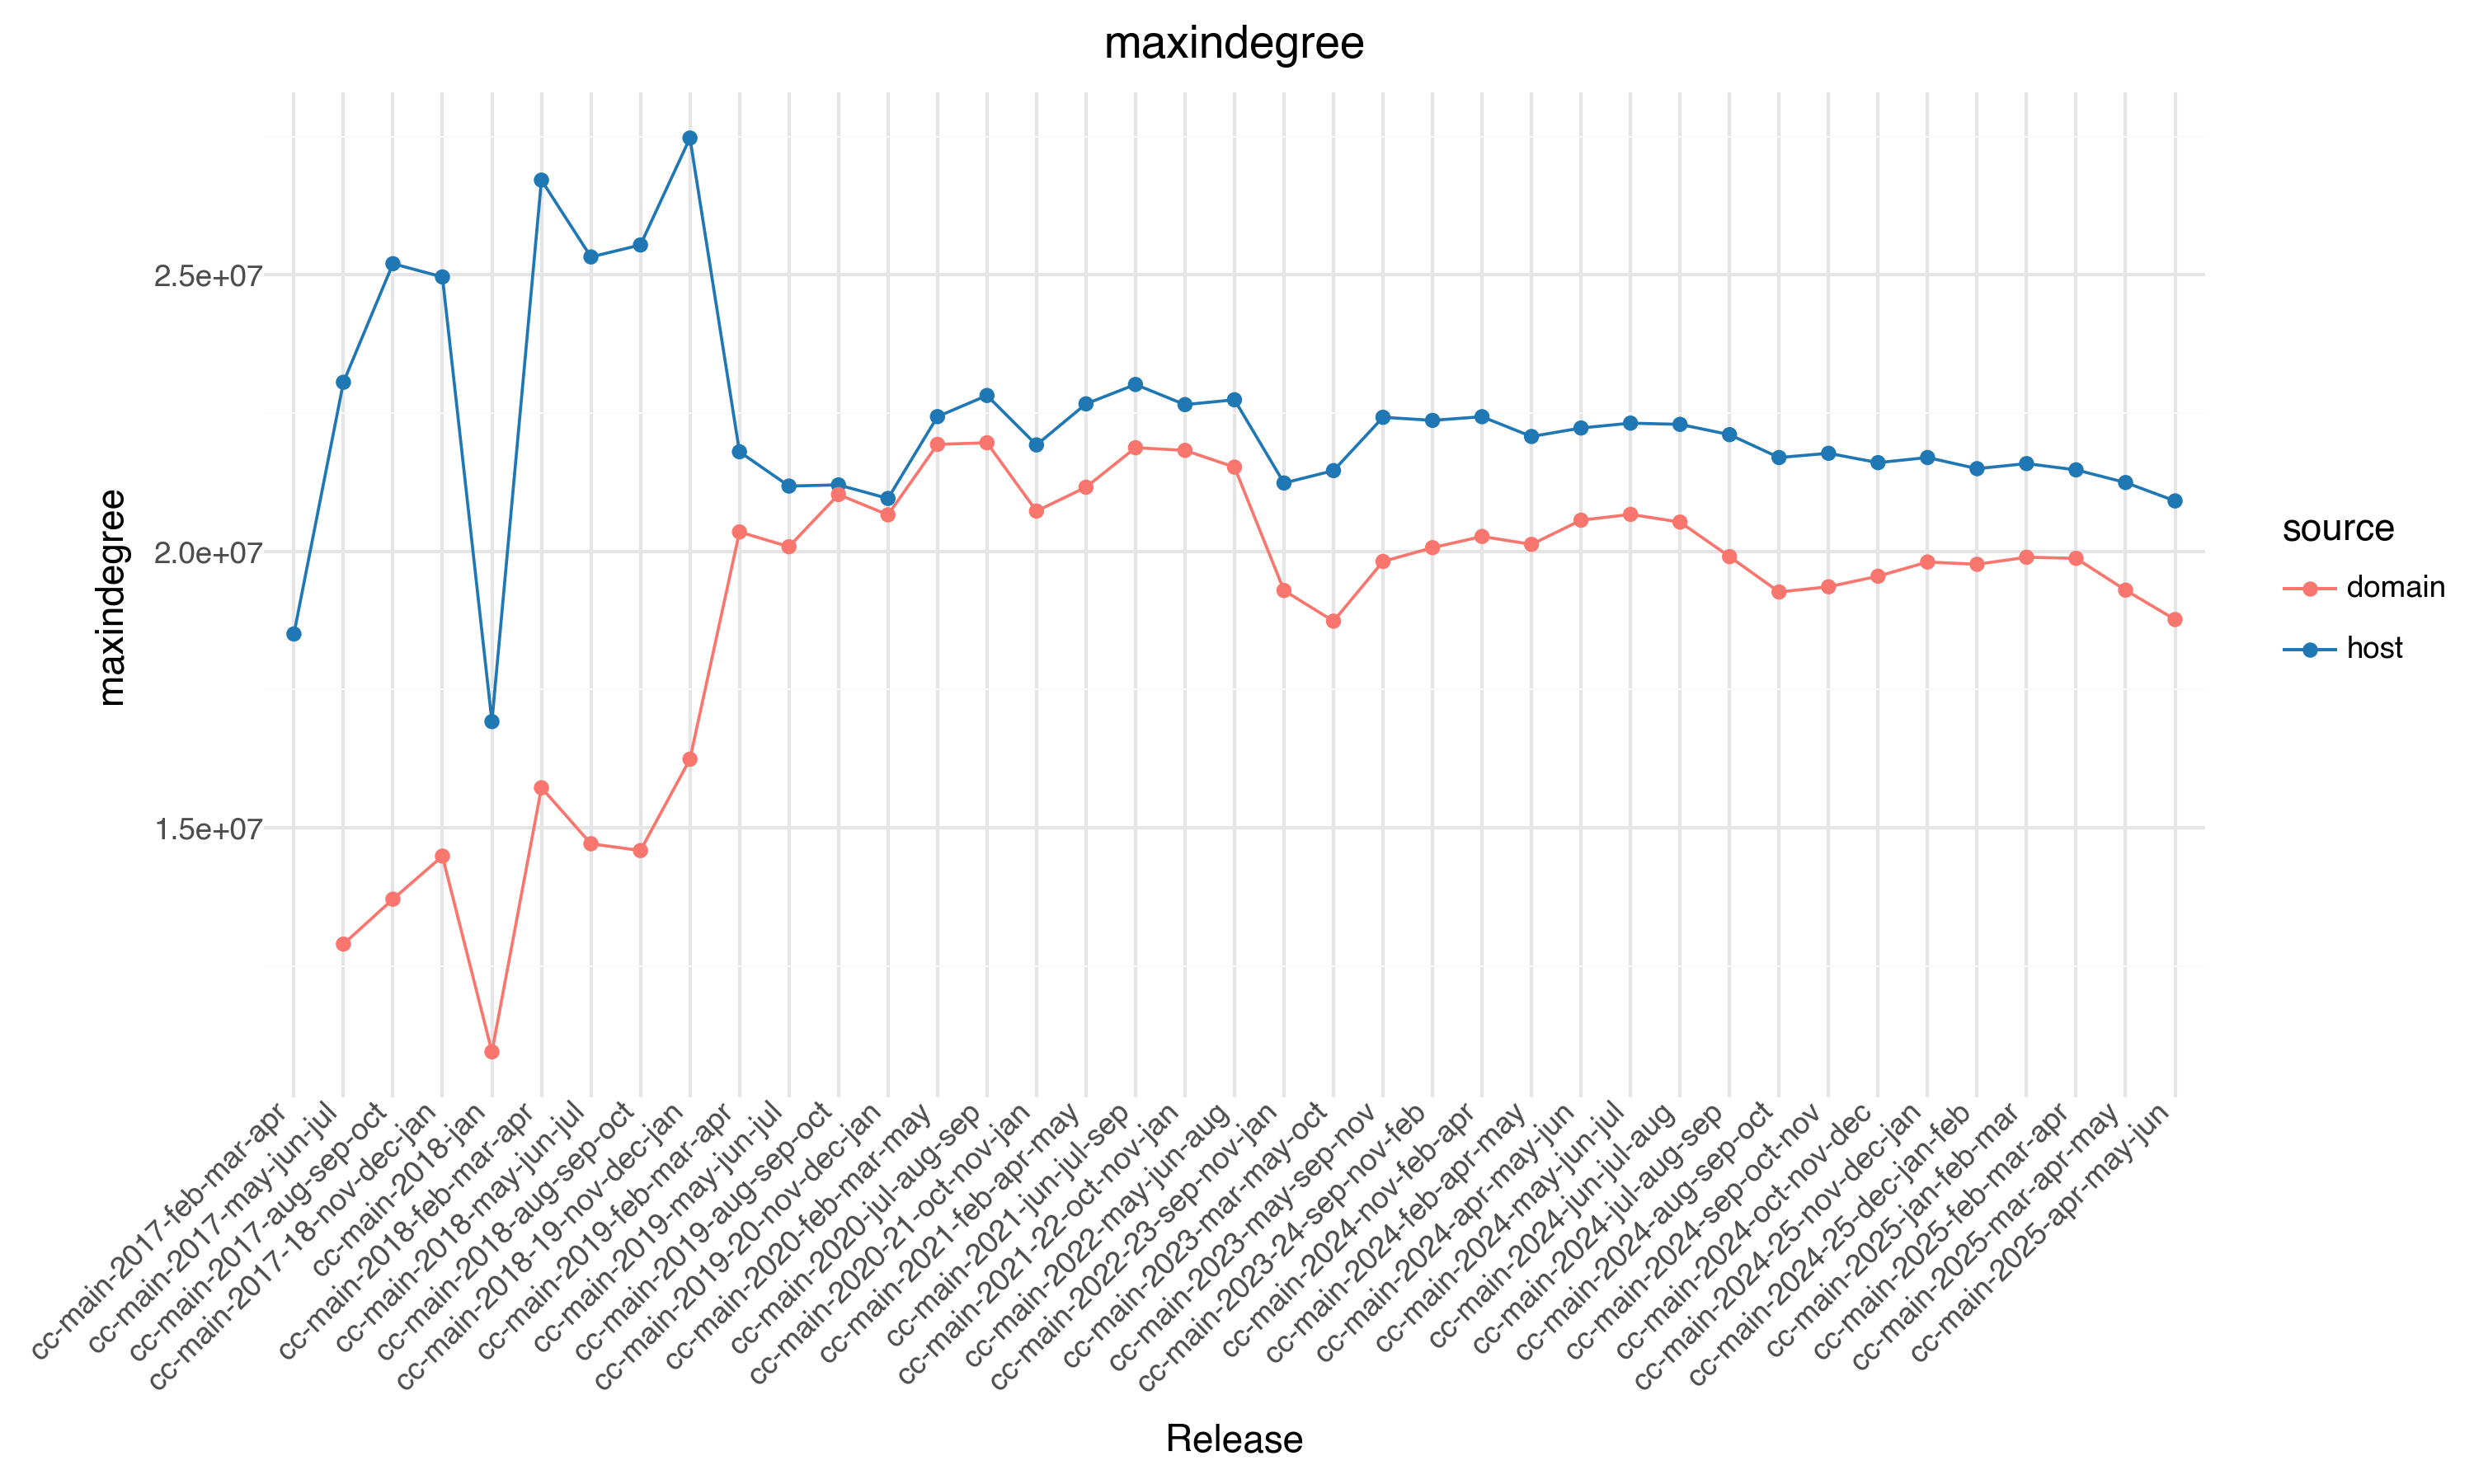 maxindegree
maxindegree
2.5e+07
2.0e+07
1.5e+07
cc-main-2017-feb-mar-apr
cc-main-2017-may-jun-jul
cc-main-2017-aug-sep-oct
cc-main-2017-18-nov-dec-jan
cc-main-2018-jan
cc-main-2018-feb-mar-apr
cc-main-2018-may-jun-jul
cc-main-2018-aug-sep-oct
cc-main-2018-19-nov-dec-jan
cc-main-2019-feb-mar-apr
cc-main-2019-may-jun-jul
cc-main-2019-aug-sep-oct
cc-main-2019-20-nov-dec-jan
cc-main-2020-feb-mar-may
cc-main-2020-jul-aug-sep
cc-main-2020-21-oct-nov-jan
cc-main-2021-feb-apr-may
cc-main-2021-jun-jul-sep
cc-main-2021-22-oct-nov-jan
cc-main-2022-may-jun-aug
cc-main-2022-23-sep-nov-jan
cc-main-2023-mar-may-oct
cc-main-2023-may-sep-nov
cc-main-2023-24-sep-nov-feb
cc-main-2024-nov-feb-apr
cc-main-2024-feb-apr-may
cc-main-2024-apr-may-jun
cc-main-2024-may-jun-jul
cc-main-2024-jun-jul-aug
cc-main-2024-jul-aug-sep
cc-main-2024-aug-sep-oct
cc-main-2024-sep-oct-nov
cc-main-2024-oct-nov-dec
cc-main-2024-25-nov-dec-jan
cc-main-2024-25-dec-jan-feb
cc-main-2025-jan-feb-mar
cc-main-2025-feb-mar-apr
cc-main-2025-mar-apr-may
cc-main-2025-apr-may-jun
Release
source
domain
host